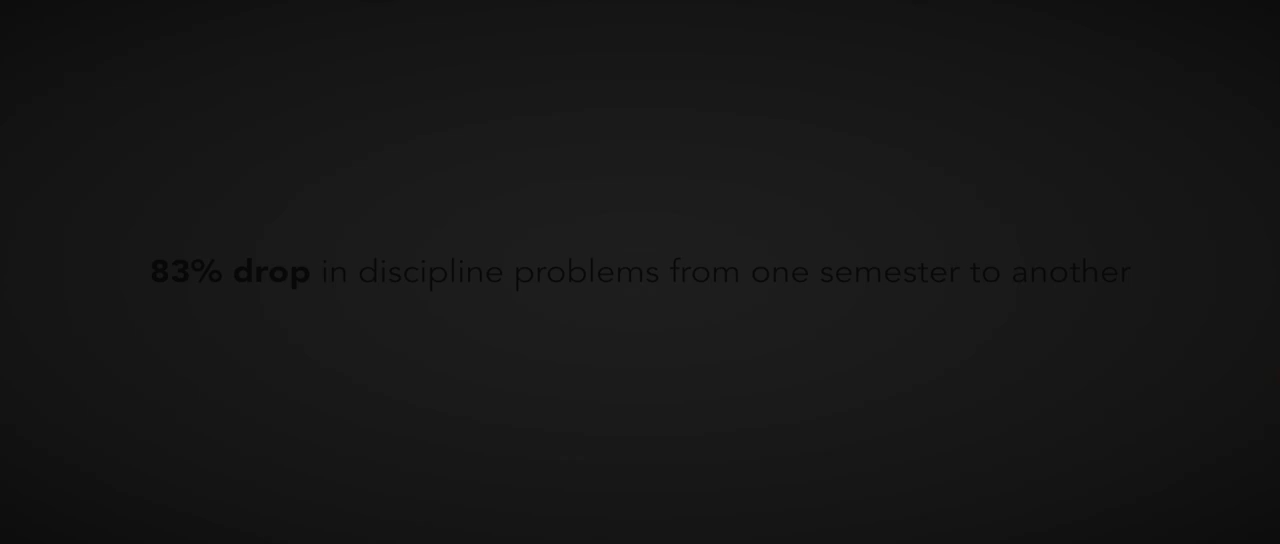 83% drop in discipline problems from one semester to another